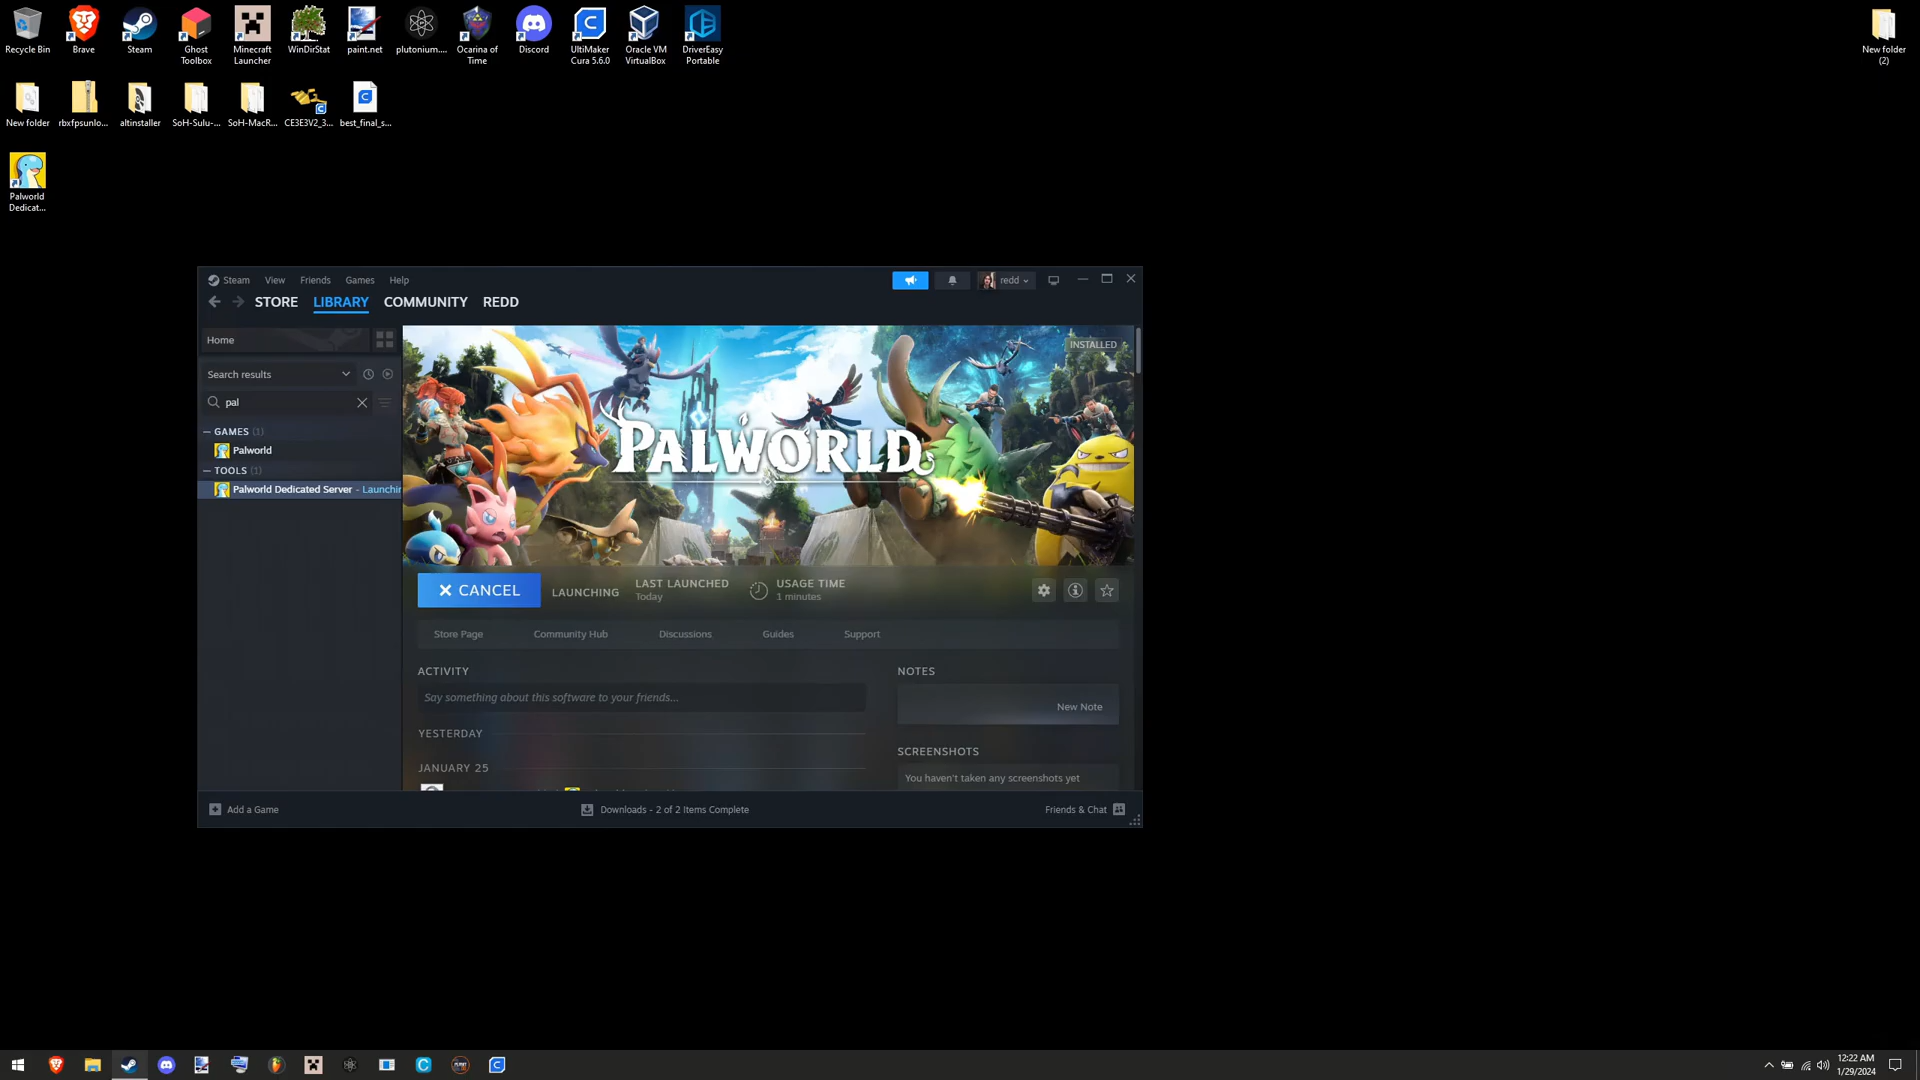 Recycle Bin
Brave
Steam
Ghost
Toolbox
Minecraft
Launcher
WinDirStat
paint.net
plutonium....
Ocarina of
Time
Discord
UltiMaker
Cura 5.6.0
Oracle VM
VirtualBox
DriverEasy
Portable
New folder
(2)
New folder
rbxfpsunlo...
altinstaller
SoH-Sulu-...
SoH-MacR...
CE3E3V2_3...
best_final_s...
Palworld
Dedicat...
Steam View Friends Games Help
redd
STORE LIBRARY COMMUNITY REDD
Home
Search results
pal
GAMES (1)
Palworld
TOOLS (1)
Palworld Dedicated Server - Launchin
INSTALLED
PALWORLD
CANCEL
LAUNCHING
LAST LAUNCHED
Today
USAGE TIME
1 minutes
Store Page Community Hub Discussions Guides Support
ACTIVITY
Say something about this software to your friends...
YESTERDAY
JANUARY 25
NOTES
New Note
SCREENSHOTS
You haven't taken any screenshots yet
Add a Game
Downloads - 2 of 2 Items Complete
Friends & Chat
12:22 AM
1/29/2024